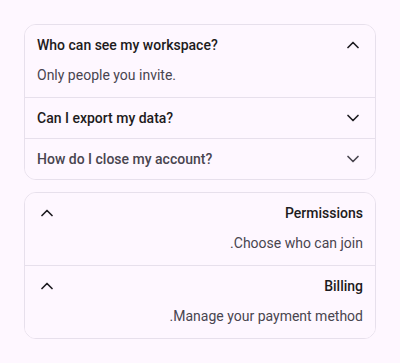 Who can see my workspace?
Only people you invite.
Can I export my data?
How do I close my account?
Permissions
.Choose who can join
Billing
.Manage your payment method